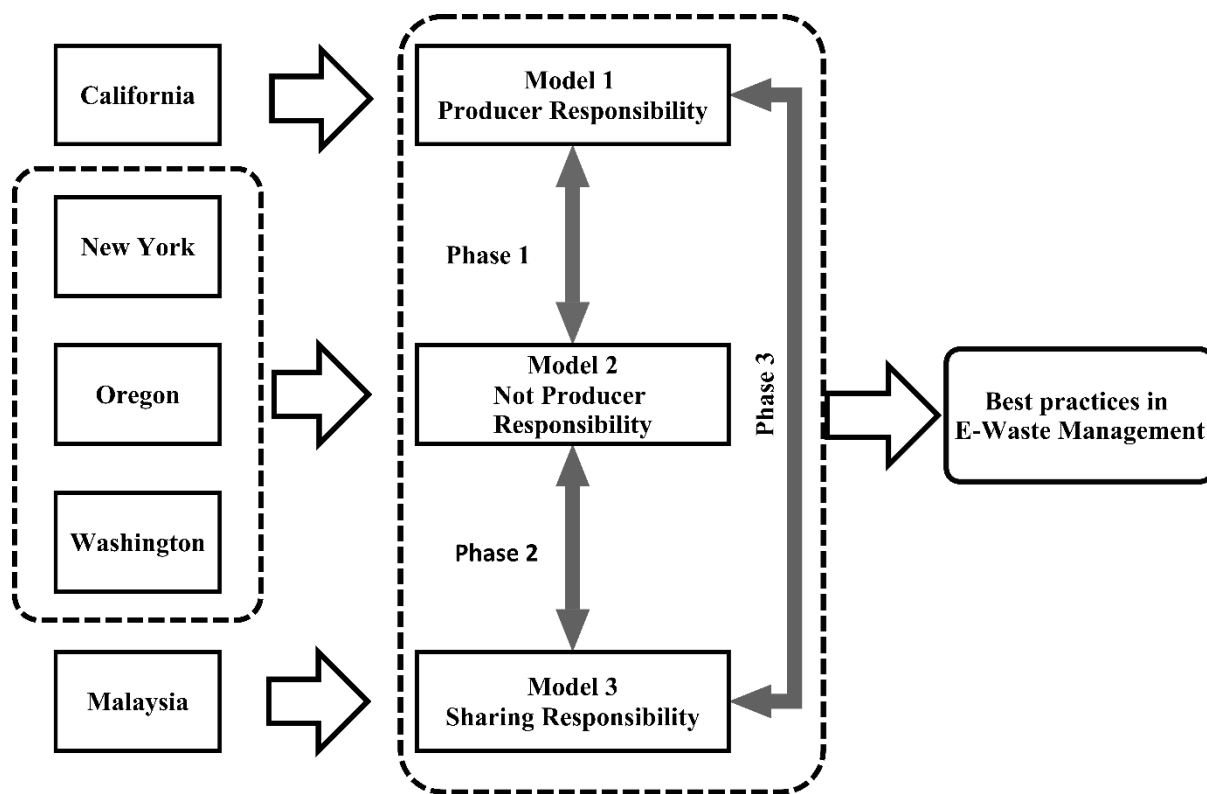 California
Model 1
Producer Responsibility
New York
Phase 1
Oregon
Model 2
Not Producer
Responsibility
Phase 3
Best practices in
E-Waste Management
Washington
Phase 2
Malaysia
Model 3
Sharing Responsibility